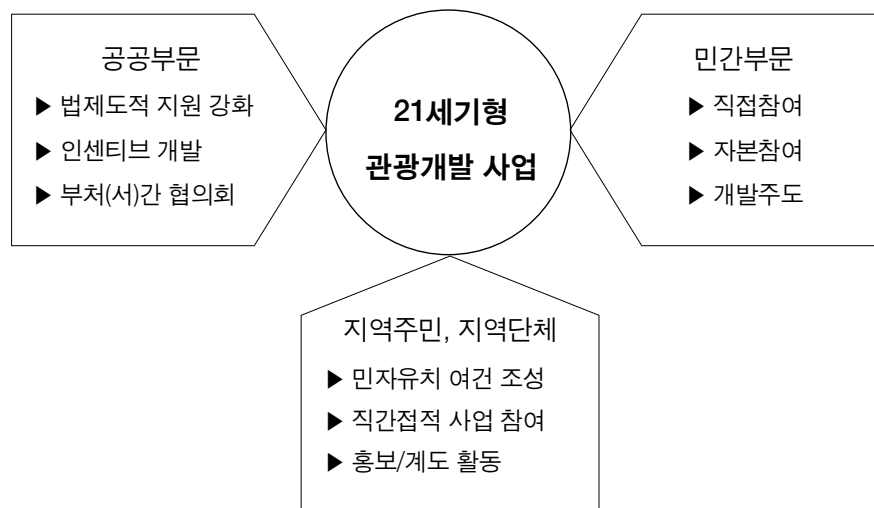 공공부문
▶ 법제도적 지원 강화
▶ 인센티브 개발
▶ 부처(서)간 협의회
21세기형
관광개발 사업
민간부문
▶ 직접참여
▶ 자본참여
▶ 개발주도
지역주민, 지역단체
▶ 민자유치 여건 조성
▶ 직간접적 사업 참여
▶ 홍보/계도 활동